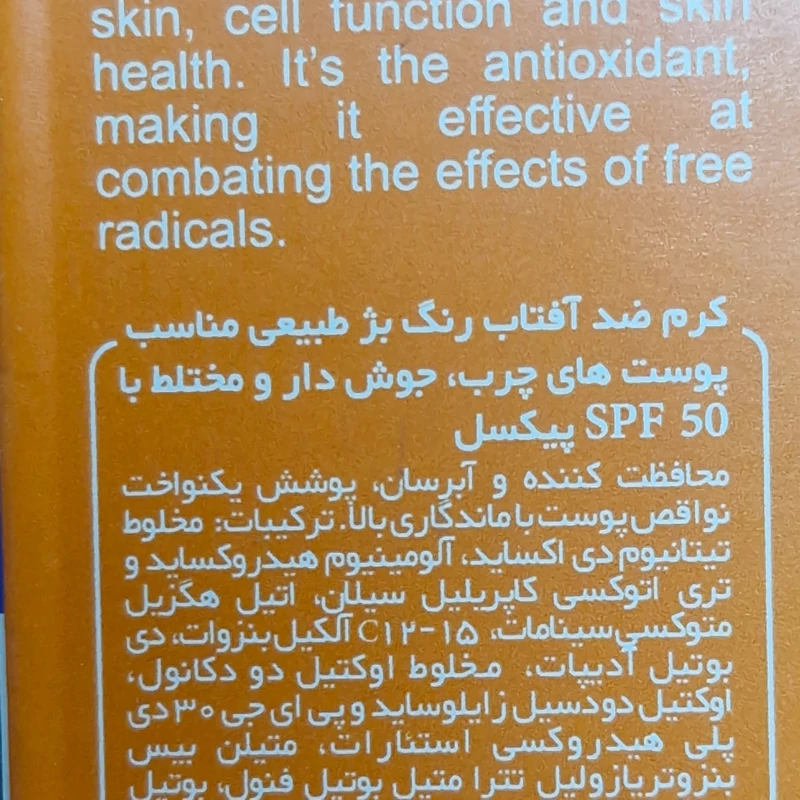 skin, cell function and skin
health. It's the antioxidant,
making it effective at
combating the effects of free
radicals.
کرم ضد آفتاب رنگ بژ طبیعی مناسب
پوست های چرب، جوش دار و مختلط با
SPF 50 پیکسل
محافظت کننده و آبرسان، پوشش یکنواخت
نواقص پوست با ماندگاری بالا. ترکیبات: مخلوط
تیتانیوم دی اکساید، آلومینیوم هیدروکساید و
تری اتوکسی کاپریلیل سیلان، اتیل هگزیل
متوکسی سینامات، C۱۲-۱۵ آلکیل بنزوات، دی
بوتیل آدیپات، مخلوط اوکتیل دو دکانول،
اوکتیل دودسیل زایلوساید و پی ای جی ۳۰ دی
پلی هیدروکسی استئارات، متیلن بیس
بنزوتریازولیل تترا متیل بوتیل فنول، بوتیل